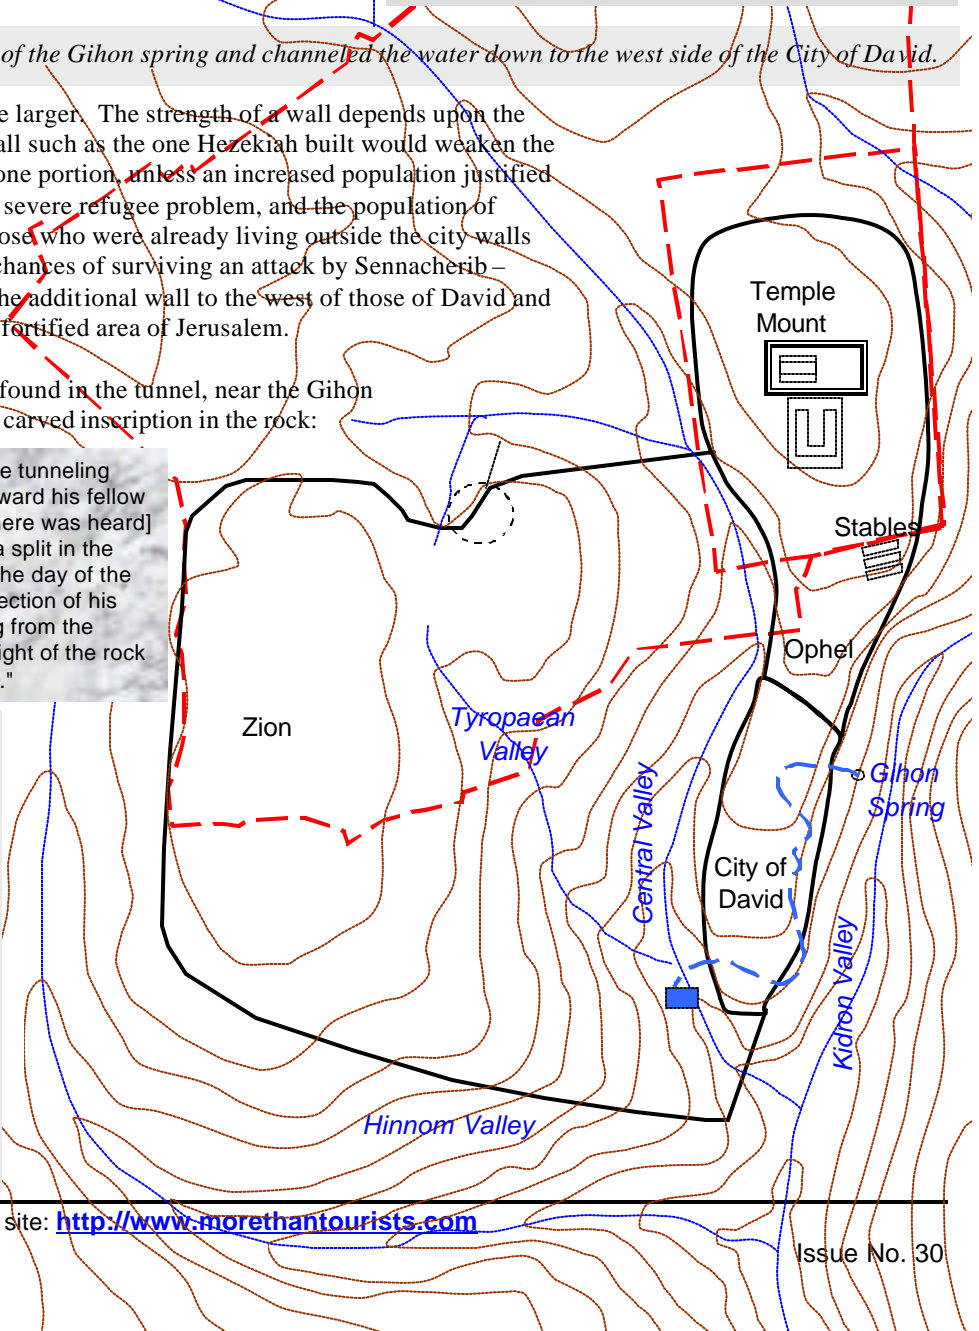 of the Gihon spring and channeled the water down to the west side of the City of David.
e larger. The strength of a wall depends upon the
all such as the one Hezekiah built would weaken the
one portion, unless an increased population justified
severe refugee problem, and the population of
ose who were already living outside the city walls
chances of surviving an attack by Sennacherib –
he additional wall to the west of those of David and
fortified area of Jerusalem.
found in the tunnel, near the Gihon
carved inscription in the rock:
e tunneling
ward his fellow
here was heard]
a split in the
he day of the
ection of his
g from the
ight of the rock
."
Temple
Mount
Stables
Ophel
Zion
Tyropaean
Valley
Central Valley
Gihon
Spring
City of
David
Kidron Valley
Hinnom Valley
site: http://www.morethantourists.com
Issue No. 30